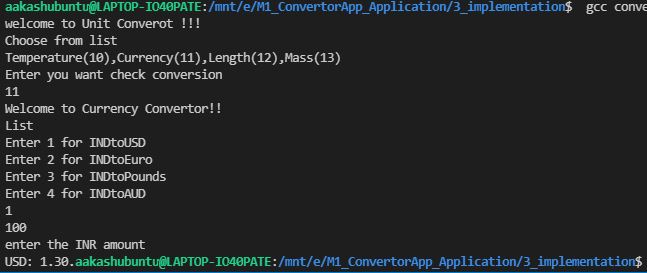 aakashubuntu@LAPTOP-IO40PATE:/mnt/e/M1_ConvertorApp_Application/3_implementation$  gcc conve
welcome to Unit Converot !!!
Choose from list
Temperature(10),Currency(11),Length(12),Mass(13)
Enter you want check conversion
11
Welcome to Currency Convertor!!
List
Enter 1 for INDtoUSD
Enter 2 for INDtoEuro
Enter 3 for INDtoPounds
Enter 4 for INDtoAUD
1
100
enter the INR amount
USD: 1.30.aakashubuntu@LAPTOP-IO40PATE:/mnt/e/M1_ConvertorApp_Application/3_implementation$